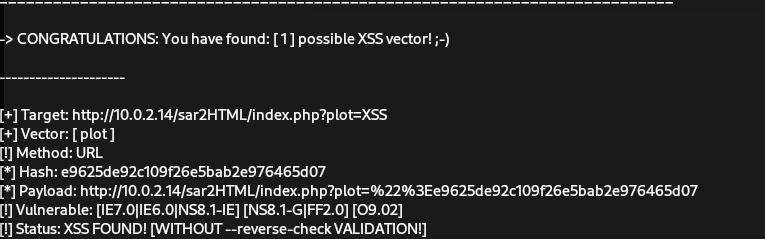 -> CONGRATULATIONS: You have found: [ 1 ] possible XSS vector! ;-)
---------------------
[+] Target: http://10.0.2.14/sar2HTML/index.php?plot=XSS
[+] Vector: [ plot ]
[!] Method: URL
[*] Hash: e9625de92c109f26e5bab2e976465d07
[*] Payload: http://10.0.2.14/sar2HTML/index.php?plot=%22%3Ee9625de92c109f26e5bab2e976465d07
[!] Vulnerable: [IE7.0|IE6.0|NS8.1-IE] [NS8.1-G|FF2.0] [O9.02]
[!] Status: XSS FOUND! [WITHOUT --reverse-check VALIDATION!]